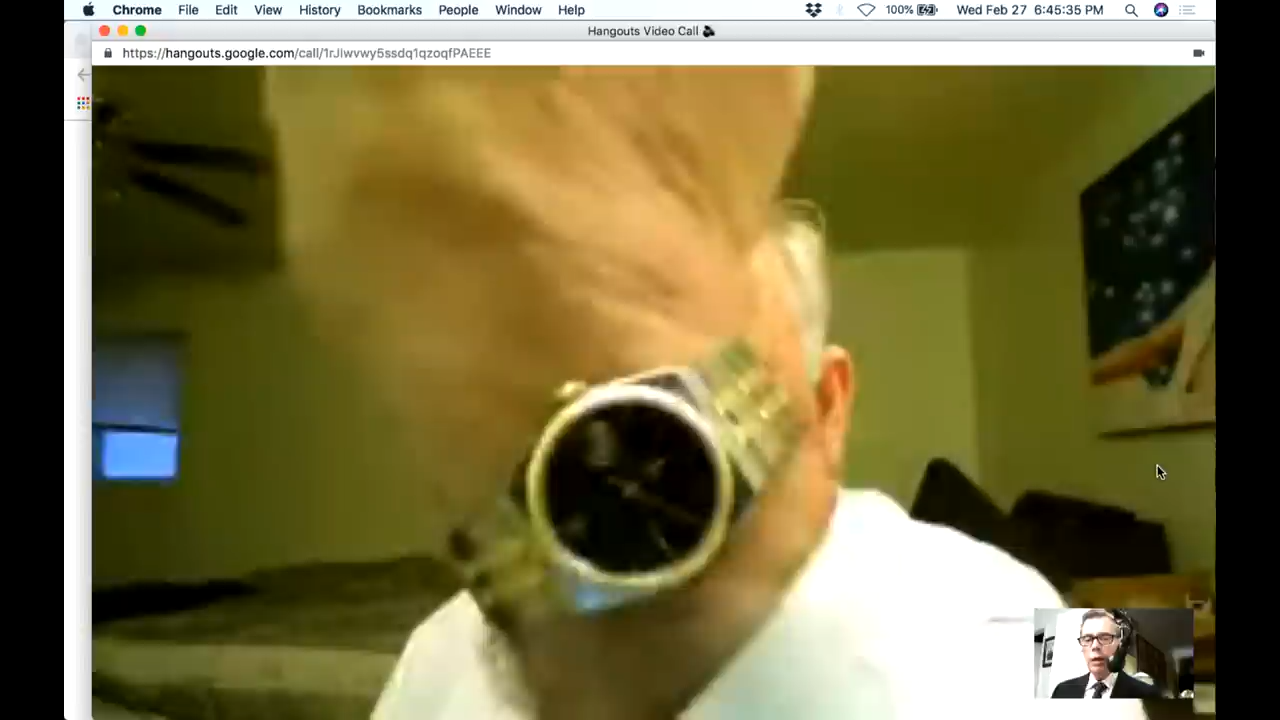 Chrome File Edit View History Bookmarks People Window Help 100% Wed Feb 27 6:45:35 PM
Hangouts Video Call
https://hangouts.google.com/call/1rJlwvwy5ssdq1qzoqfPAEEE